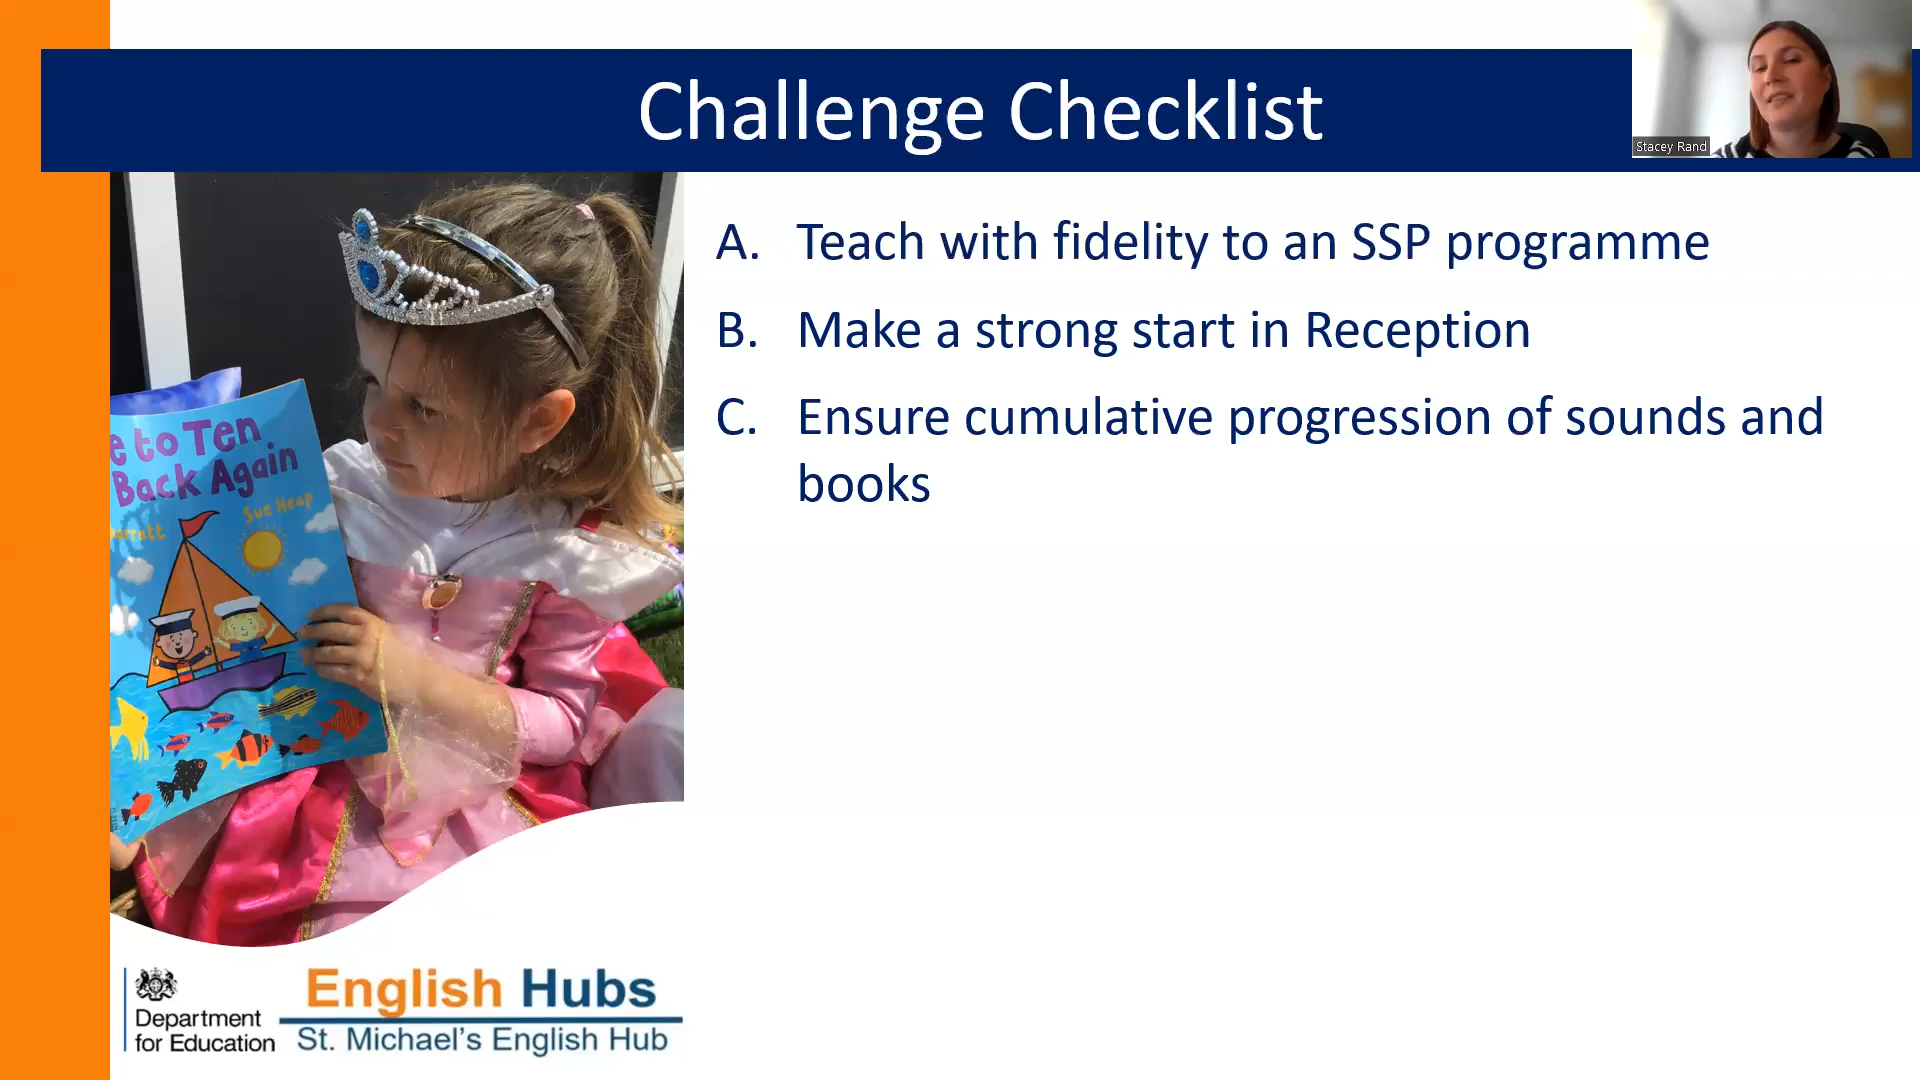 Challenge Checklist
Stacey Rand
A. Teach with fidelity to an SSP programme
B. Make a strong start in Reception
C. Ensure cumulative progression of sounds and
books
e to Ten
Back Again
Sue Heap
English Hubs
St. Michael's English Hub
Department
for Education